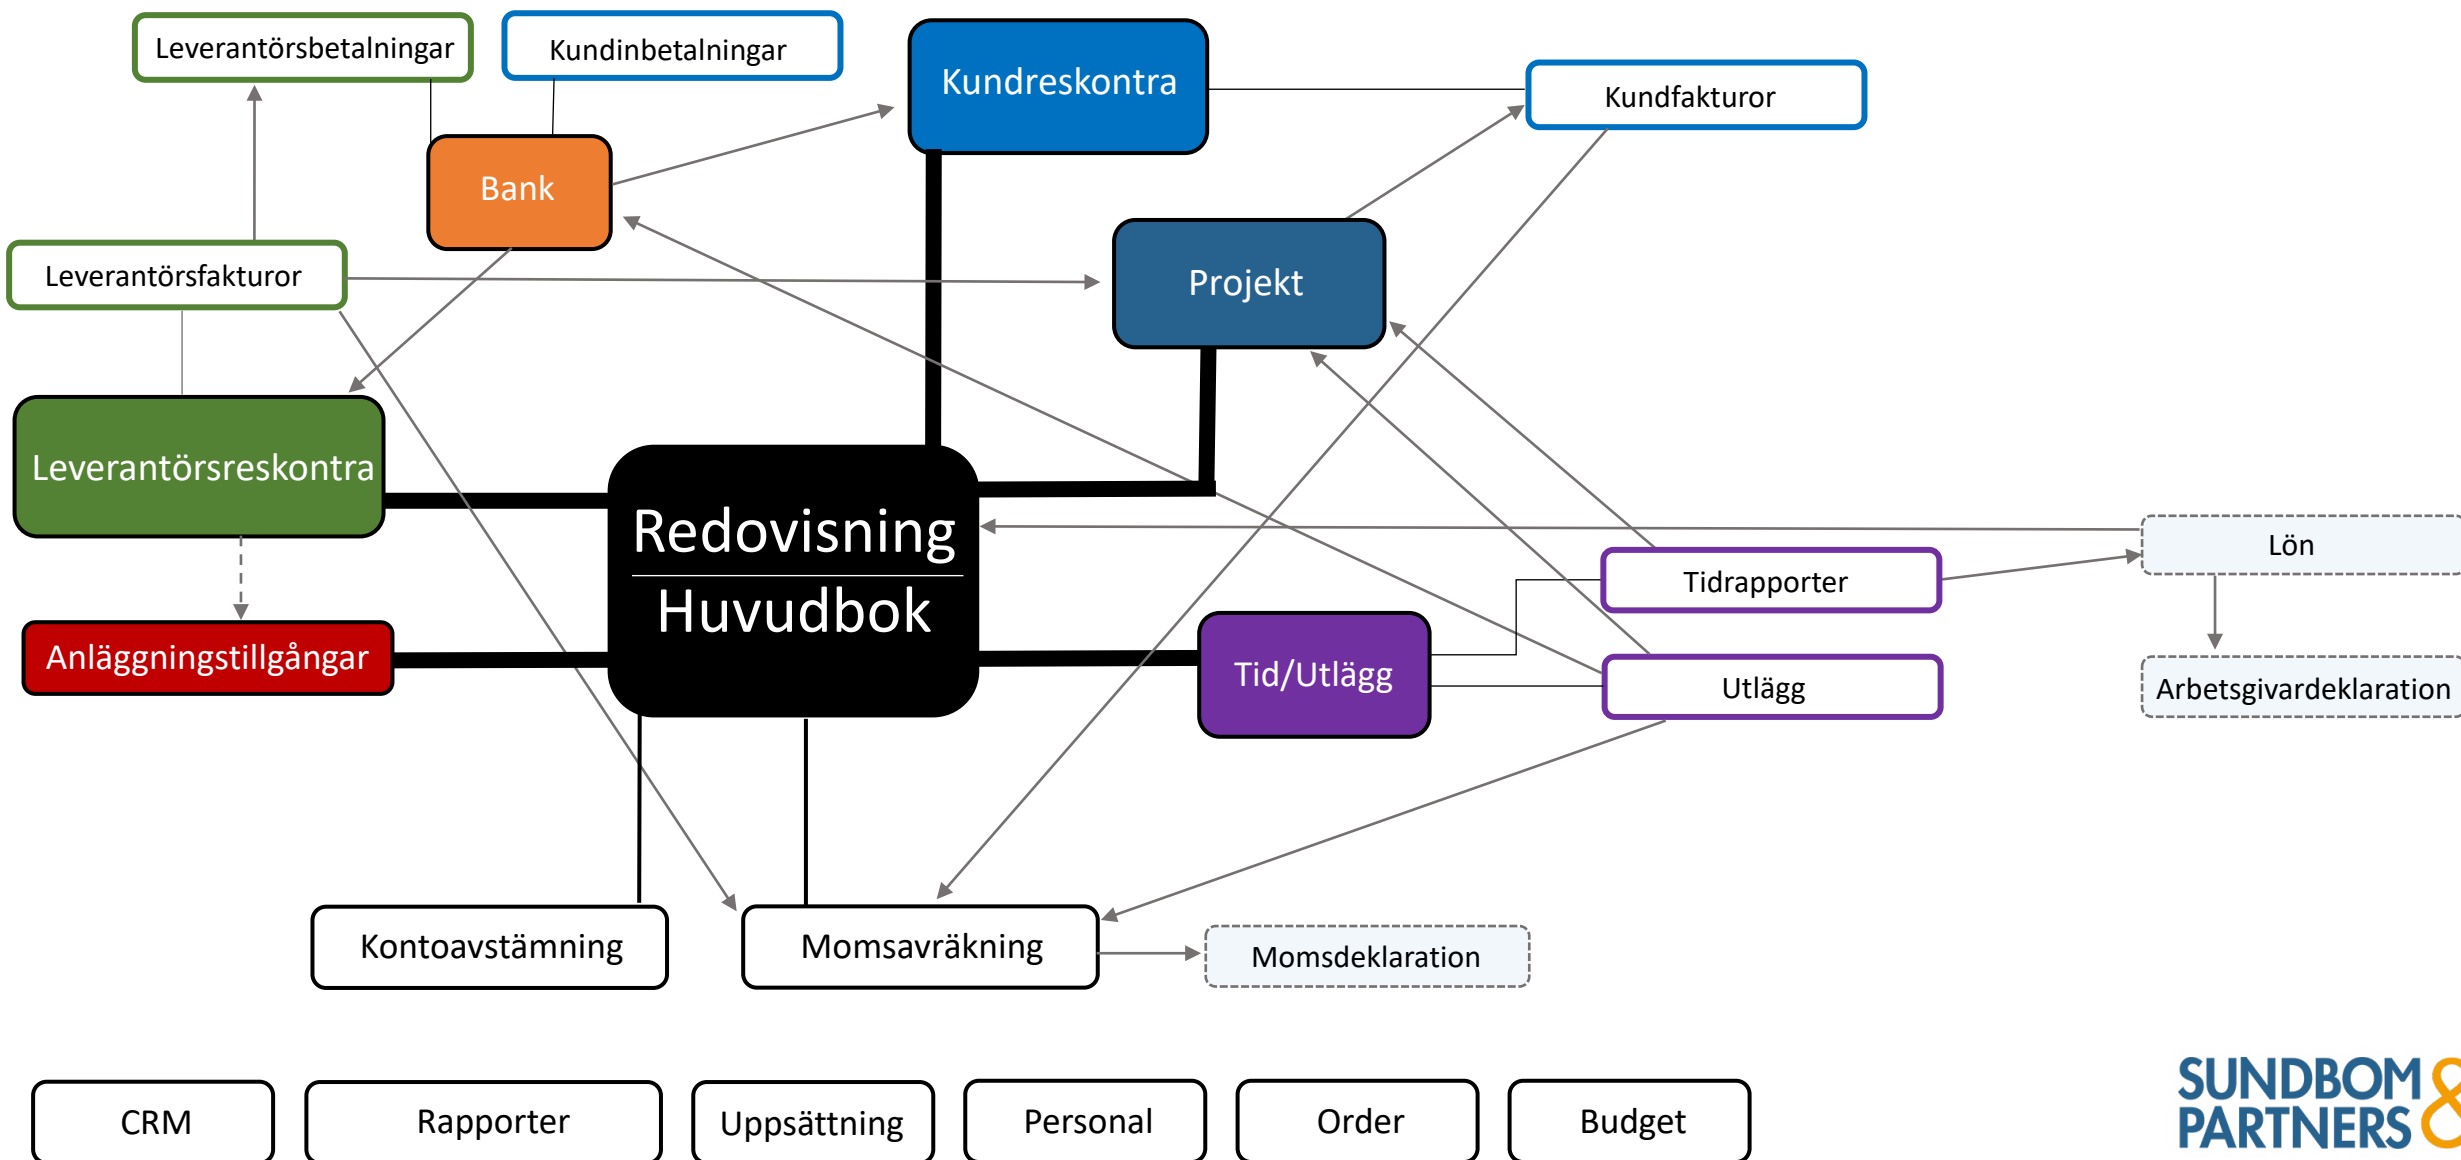 Leverantörsbetalningar
Kundinbetalningar
Kundreskontra
Kundfakturor
Bank
Leverantörsfakturor
Projekt
Leverantörsreskontra
Redovisning
Huvudbok
Lön
Tidrapporter
Anläggningstillgångar
Tid/Utlägg
Utlägg
Arbetsgivardeklaration
Kontoavstämning
Momsavräkning
Momsdeklaration
CRM
Rapporter
Uppsättning
Personal
Order
Budget
SUNDBOM &
PARTNERS